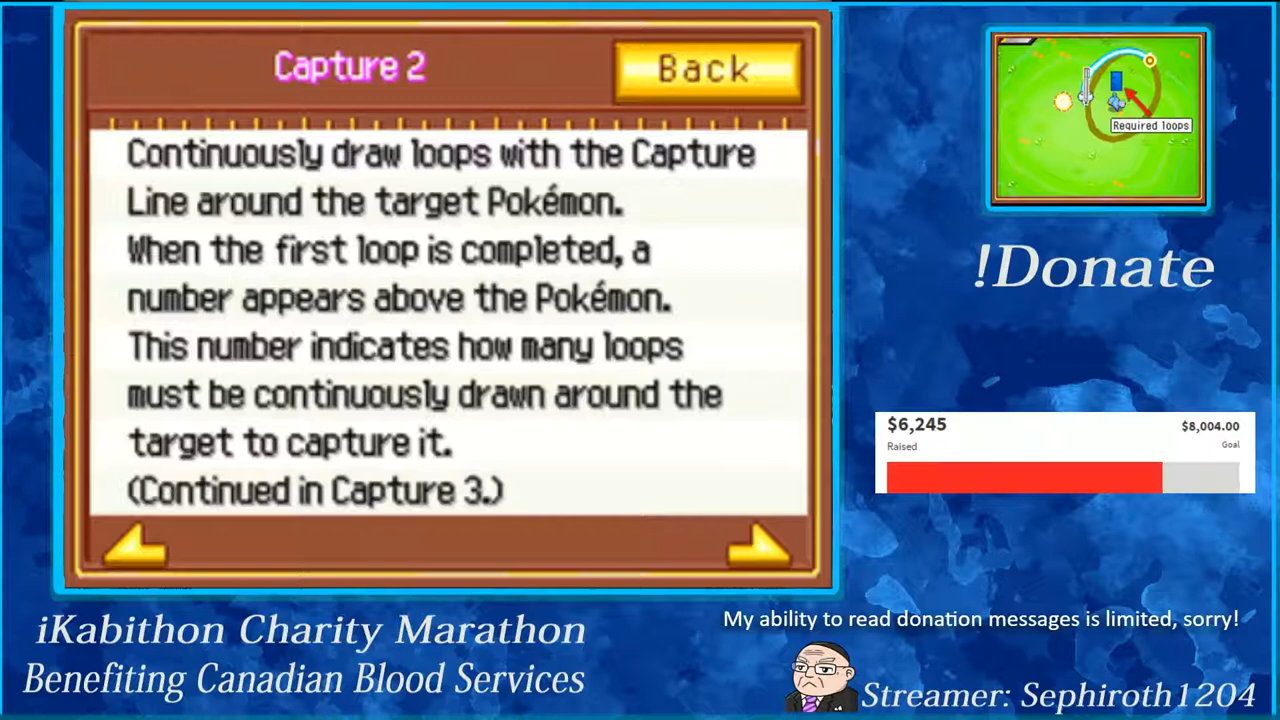 Capture 2
Back
Continuously draw loops with the Capture
Line around the target Pokémon.
When the first loop is completed, a
number appears above the Pokémon.
This number indicates how many loops
must be continuously drawn around the
target to capture it.
(Continued in Capture 3.)
Required loops
!Donate
$6,245
Raised
$8,004.00
Goal
iKabithon Charity Marathon
Benefiting Canadian Blood Services
My ability to read donation messages is limited, sorry!
Streamer: Sephiroth1204